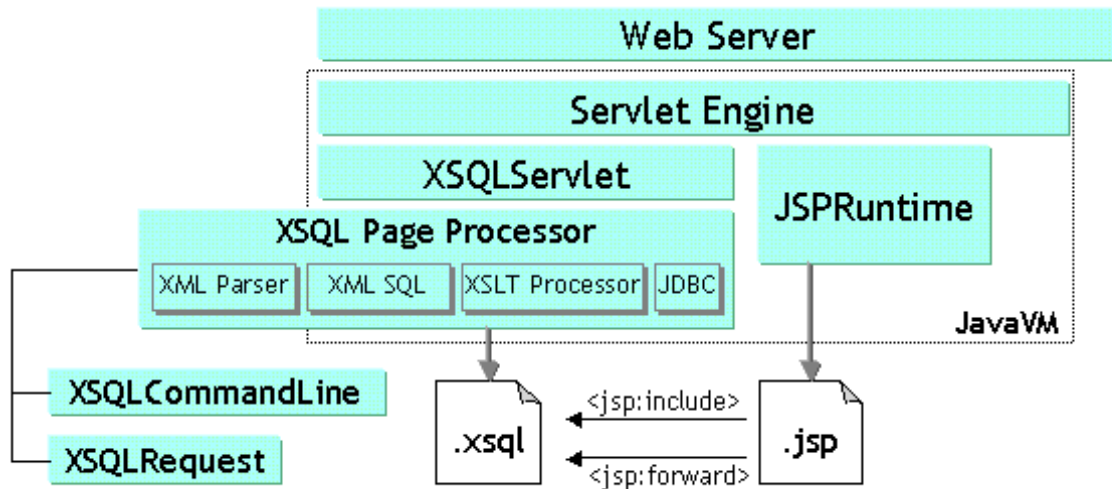 Web Server
Servlet Engine
XSQLServlet
JSPRuntime
XSQL Page Processor
XML Parser
XML SQL
XSLT Processor
JDBC
JavaVM
XSQLCommandLine
XSQLRequest
.xsql
<jsp:include>
<jsp:forward>
.jsp